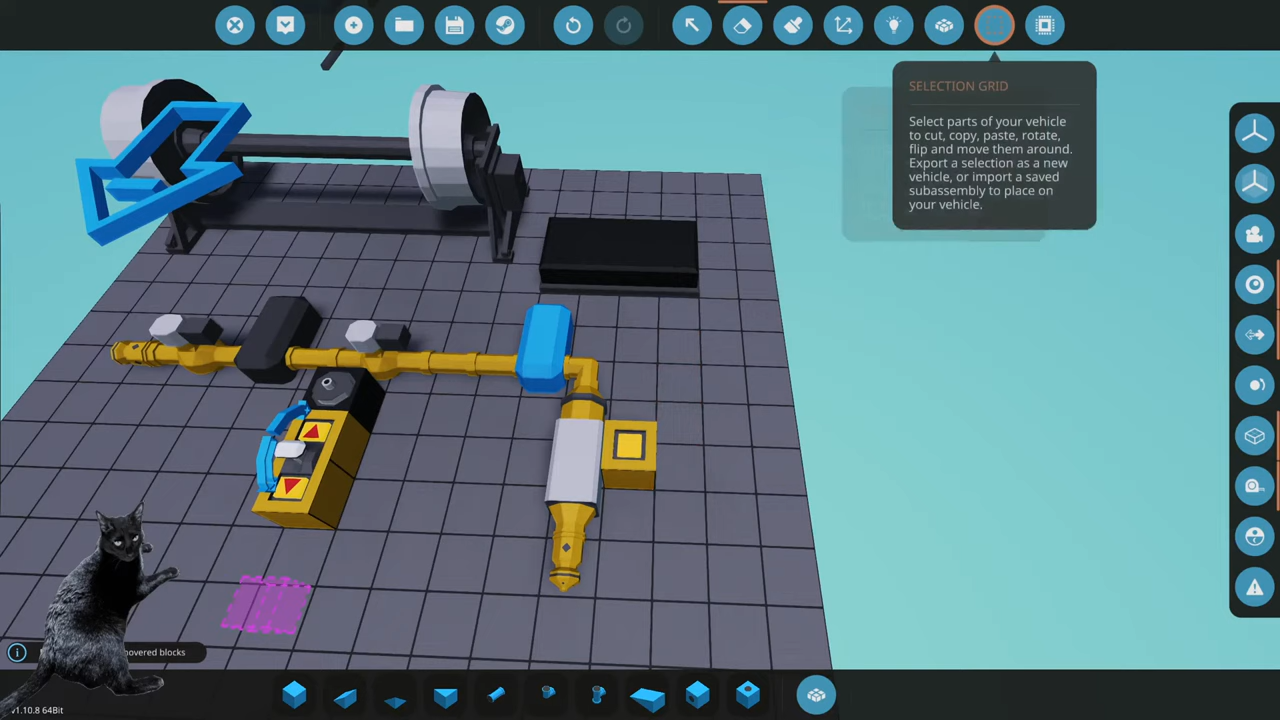 SELECTION GRID
Select parts of your vehicle
to cut, copy, paste, rotate,
flip and move them around.
Export a selection as a new
vehicle, or import a saved
subassembly to place on
your vehicle.
overed blocks
v1.10.8 64Bit